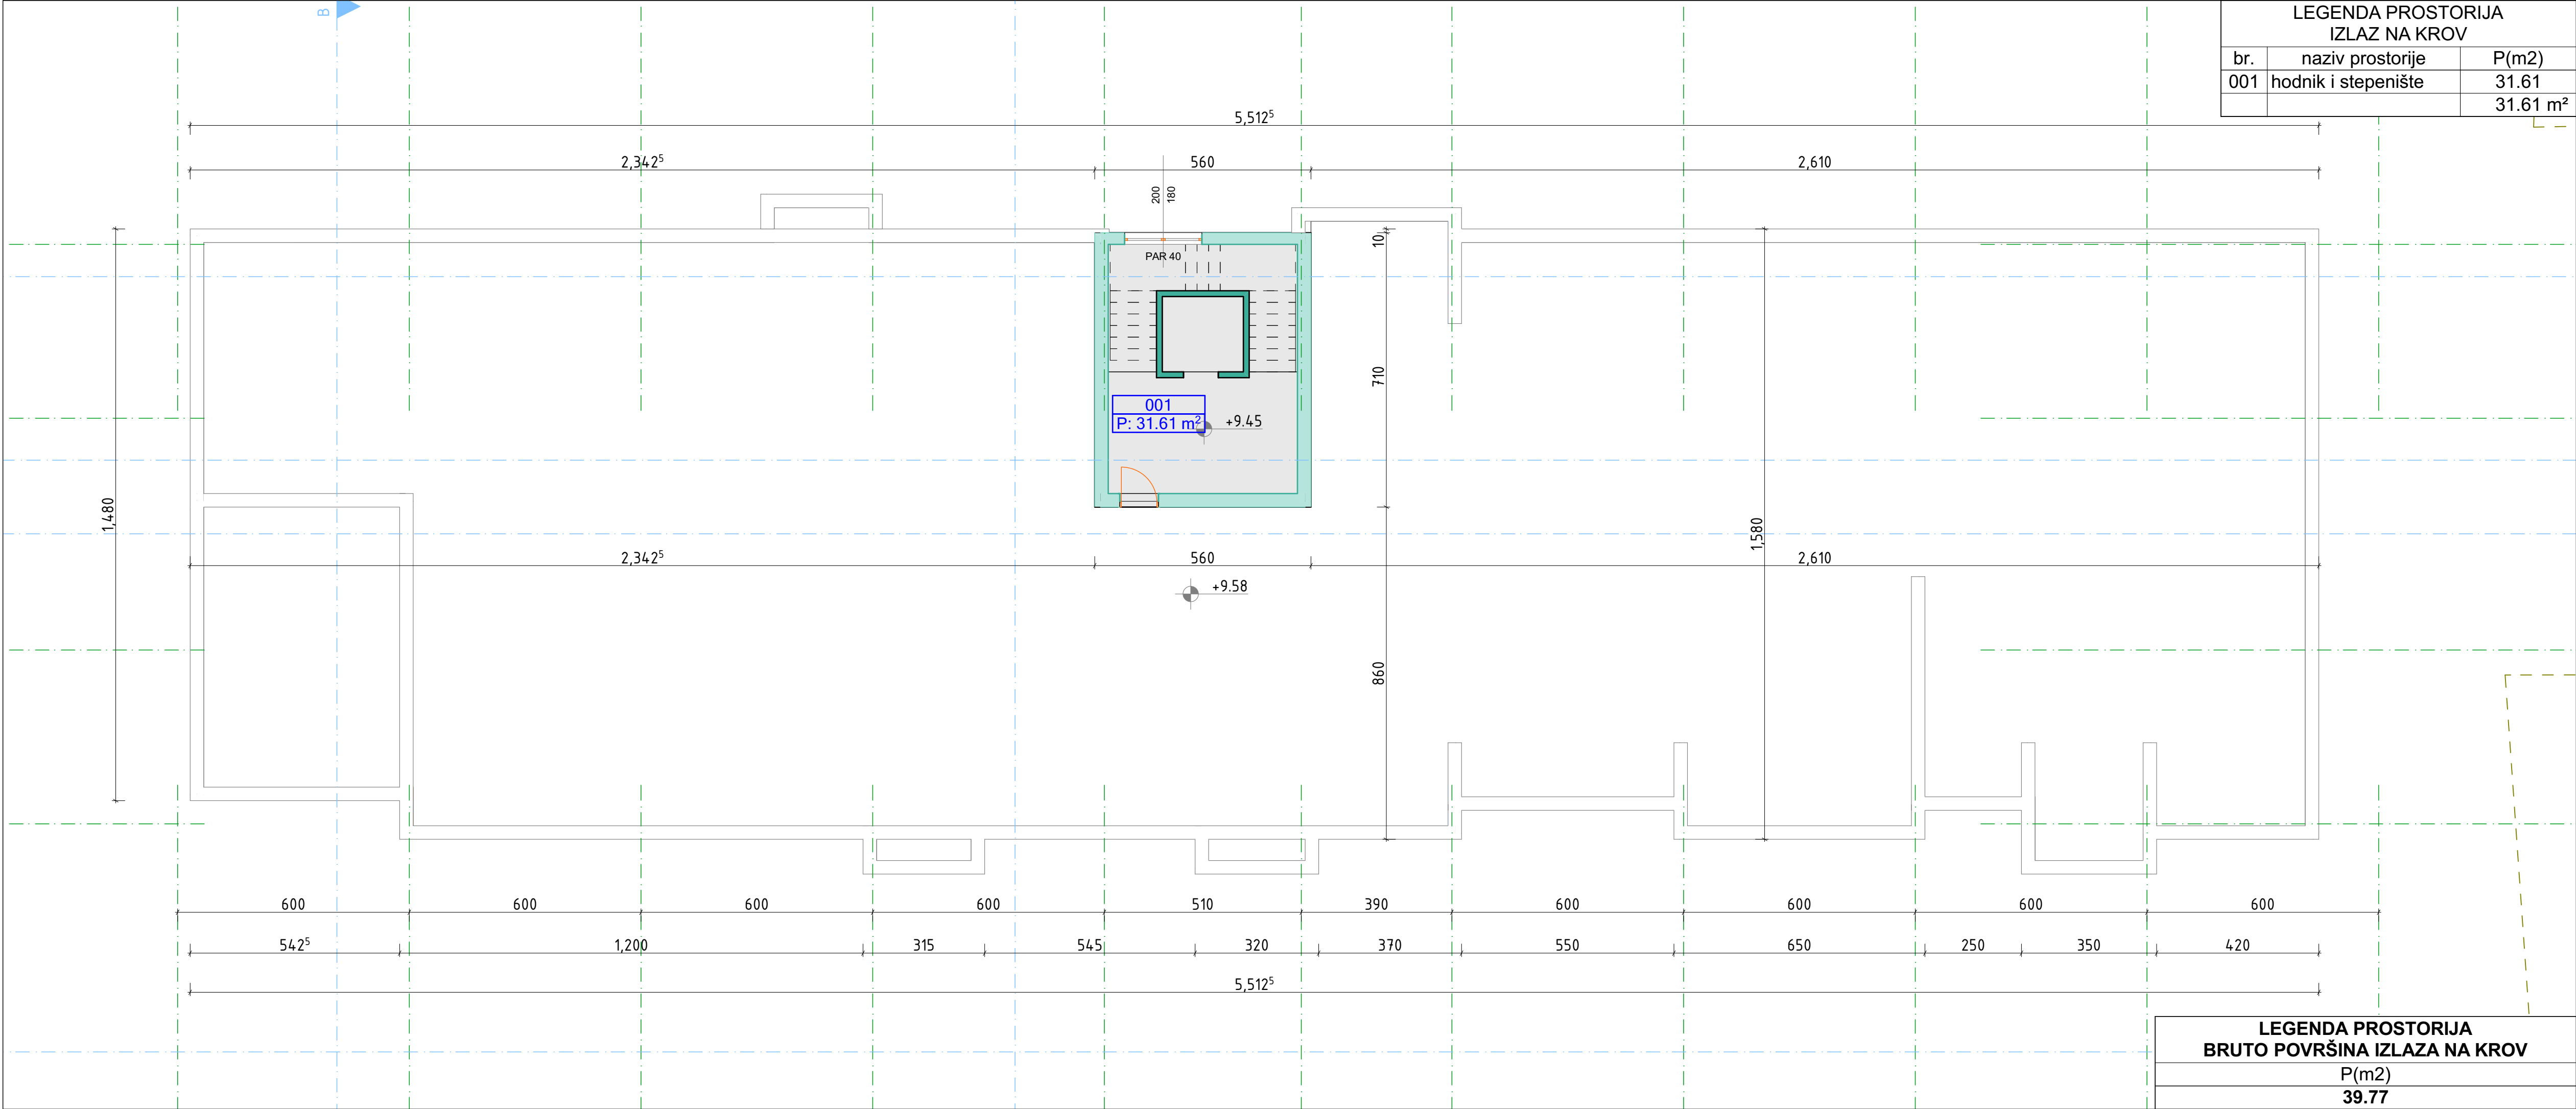 B
LEGENDA PROSTORIJA
IZLAZ NA KROV
br. naziv prostorije P(m2)
001 hodnik i stepenište 31.61
31.61 m²
5,512⁵
2,342⁵ 560 2,610
200
180
10
PAR 40
710
001
P: 31.61 m²
+9.45
1,480
1,580
2,342⁵ 560 2,610
+9.58
860
600 600 600 600 510 390 600 600 600 600
542⁵ 1,200 315 545 320 370 550 650 250 350 420
5,512⁵
LEGENDA PROSTORIJA
BRUTO POVRŠINA IZLAZA NA KROV
P(m2)
39.77